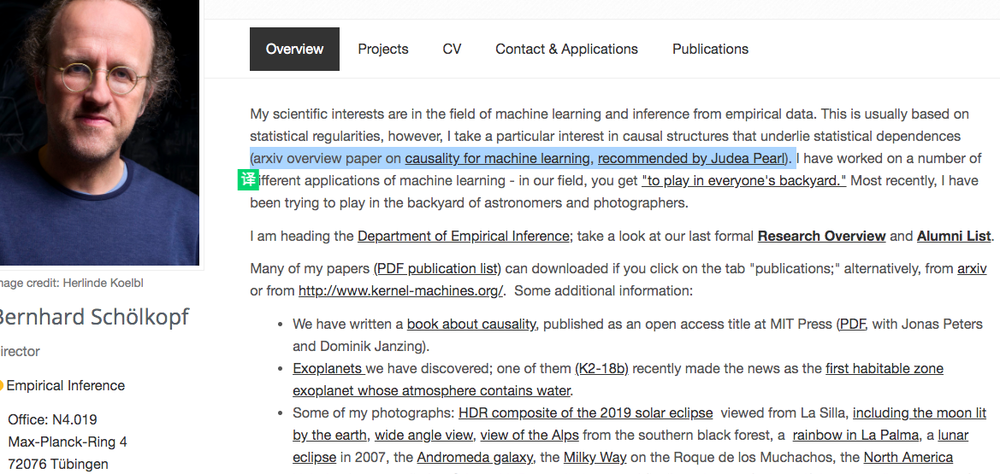 Overview
Projects
CV
Contact & Applications
Publications
My scientific interests are in the field of machine learning and inference from empirical data. This is usually based on
statistical regularities, however, I take a particular interest in causal structures that underlie statistical dependences
(arxiv overview paper on causality for machine learning, recommended by Judea Pearl). I have worked on a number of
译 ifferent applications of machine learning - in our field, you get "to play in everyone's backyard." Most recently, I have
been trying to play in the backyard of astronomers and photographers.
I am heading the Department of Empirical Inference; take a look at our last formal Research Overview and Alumni List.
Many of my papers (PDF publication list) can downloaded if you click on the tab "publications;" alternatively, from arxiv
or from http://www.kernel-machines.org/. Some additional information:
• We have written a book about causality, published as an open access title at MIT Press (PDF, with Jonas Peters
and Dominik Janzing).
• Exoplanets we have discovered; one of them (K2-18b) recently made the news as the first habitable zone
exoplanet whose atmosphere contains water.
• Some of my photographs: HDR composite of the 2019 solar eclipse viewed from La Silla, including the moon lit
by the earth, wide angle view, view of the Alps from the southern black forest, a rainbow in La Palma, a lunar
eclipse in 2007, the Andromeda galaxy, the Milky Way on the Roque de los Muchachos, the North America
mage credit: Herlinde Koelbl
Bernhard Schölkopf
irector
Empirical Inference
Office: N4.019
Max-Planck-Ring 4
72076 Tübingen